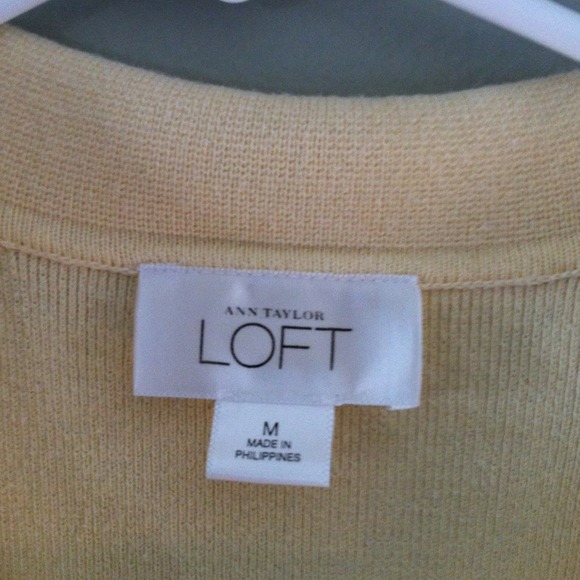 ANN TAYLOR
LOFT
M
MADE IN
PHILIPPINES